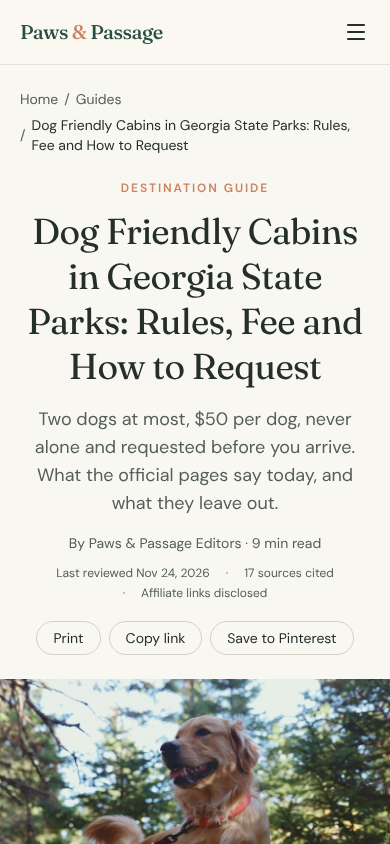 Paws & Passage
Home / Guides
/ Dog Friendly Cabins in Georgia State Parks: Rules,
Fee and How to Request
DESTINATION GUIDE
Dog Friendly Cabins
in Georgia State
Parks: Rules, Fee and
How to Request
Two dogs at most, $50 per dog, never
alone and requested before you arrive.
What the official pages say today, and
what they leave out.
By Paws & Passage Editors · 9 min read
Last reviewed Nov 24, 2026 · 17 sources cited
· Affiliate links disclosed
Print Copy link Save to Pinterest